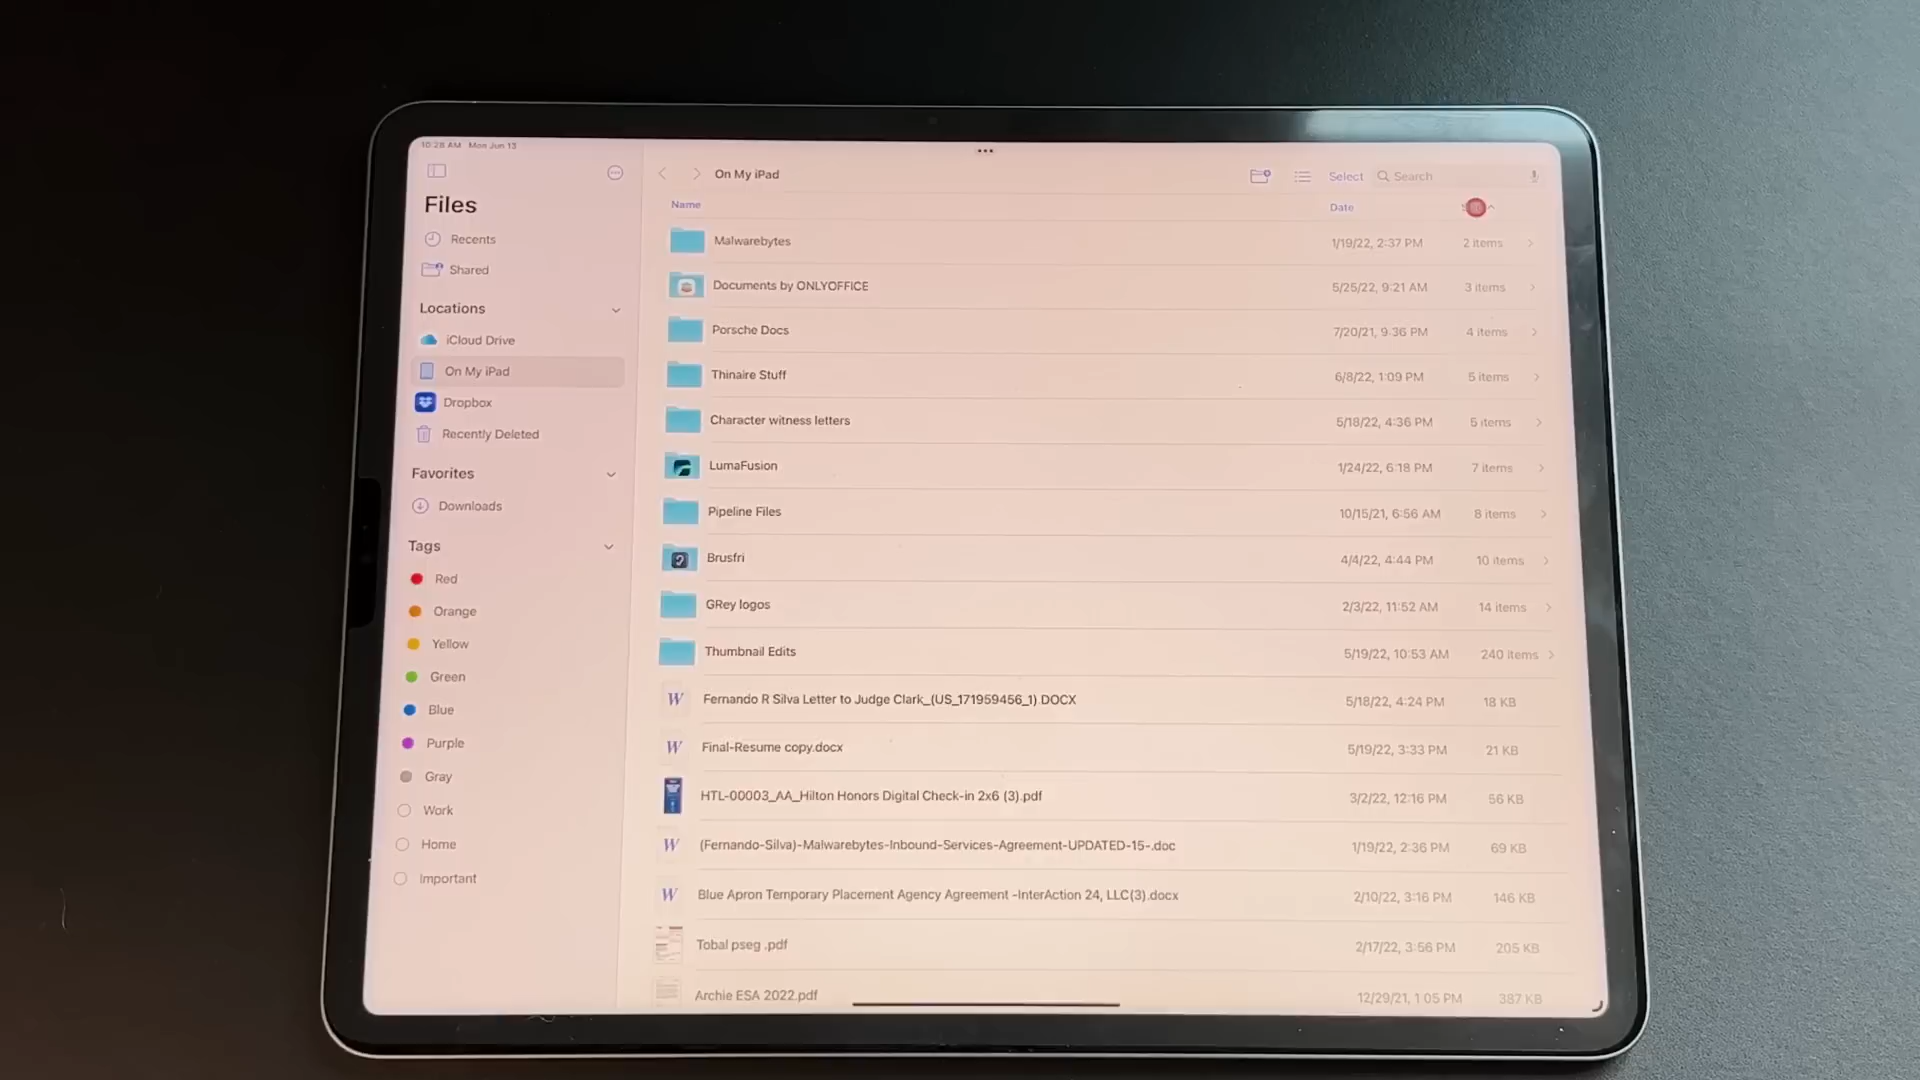 10:28 AM Mon Jun 13
Files
Recents
Shared
Locations
iCloud Drive
On My iPad
Dropbox
Recently Deleted
Favorites
Downloads
Tags
Red
Orange
Yellow
Green
Blue
Purple
Gray
Work
Home
Important
On My iPad
Select
Search
Name
Date
Malwarebytes 1/19/22, 2:37 PM 2 items
Documents by ONLYOFFICE 5/25/22, 9:21 AM 3 items
Porsche Docs 7/20/21, 9:36 PM 4 items
Thinaire Stuff 6/8/22, 1:09 PM 5 items
Character witness letters 5/18/22, 4:36 PM 5 items
LumaFusion 1/24/22, 6:18 PM 7 items
Pipeline Files 10/15/21, 6:56 AM 8 items
Brusfri 4/4/22, 4:44 PM 10 items
GRey logos 2/3/22, 11:52 AM 14 items
Thumbnail Edits 5/19/22, 10:53 AM 240 items
W Fernando R Silva Letter to Judge Clark_(US_171959456_1).DOCX 5/18/22, 4:24 PM 18 KB
W Final-Resume copy.docx 5/19/22, 3:33 PM 21 KB
HTL-00003_AA_Hilton Honors Digital Check-in 2x6 (3).pdf 3/2/22, 12:16 PM 56 KB
W (Fernando-Silva)-Malwarebytes-Inbound-Services-Agreement-UPDATED-15-.doc 1/19/22, 2:36 PM 69 KB
W Blue Apron Temporary Placement Agency Agreement -InterAction 24, LLC(3).docx 2/10/22, 3:16 PM 146 KB
Tobal pseg .pdf 2/17/22, 3:56 PM 205 KB
Archie ESA 2022.pdf 12/29/21, 1:05 PM 387 KB